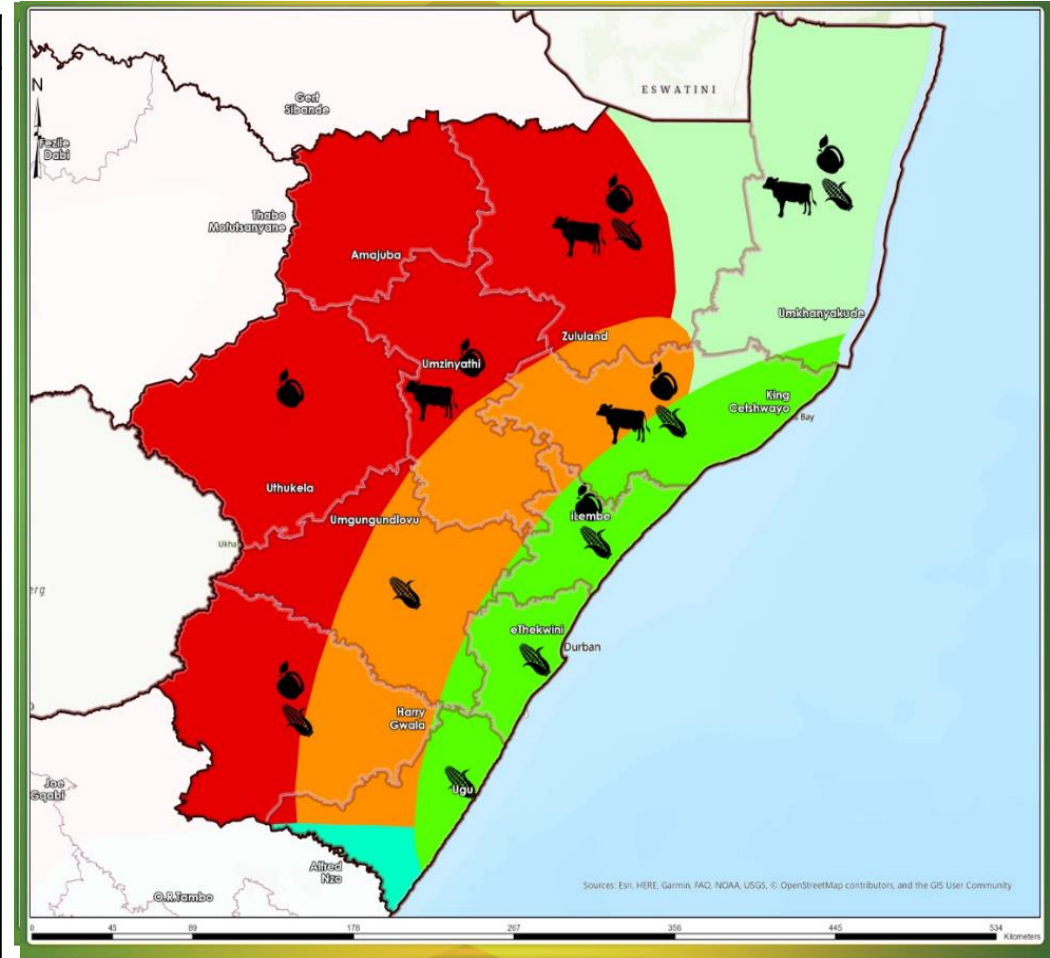 ESWATINI
N
Gert
Sibande
Fezile
Dabi
Thabo
Mofutsanyane
Amajuba
Umkhanyakude
Zululand
Umzinyathi
King
Cetshwayo
Bay
Uthukela
iLembe
Umgungundlovu
Ukha
erg
eThekwini
Durban
Harry
Gwala
Joe
Gqabi
Ugu
Alfred
Nzo
O.R.Tambo
Sources: Esri, HERE, Garmin, FAO, NOAA, USGS, © OpenStreetMap contributors, and the GIS User Community
0 45 89 178 267 356 445 534
Kilometers